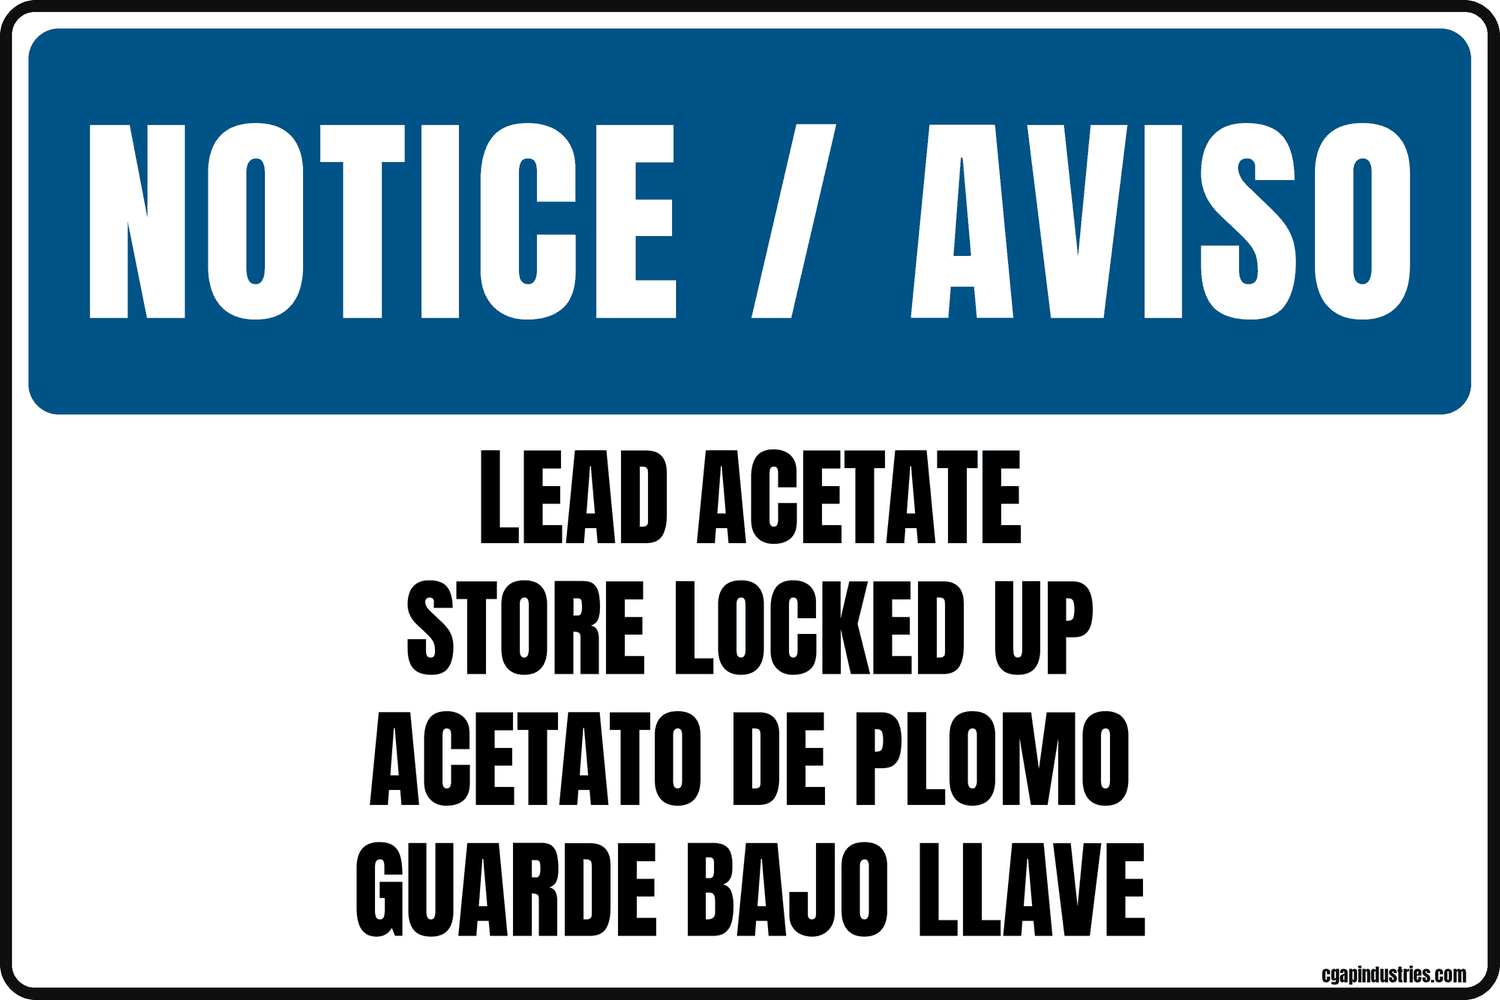 NOTICE / AVISO
LEAD ACETATE
STORE LOCKED UP
ACETATO DE PLOMO
GUARDE BAJO LLAVE
cgapindustries.com